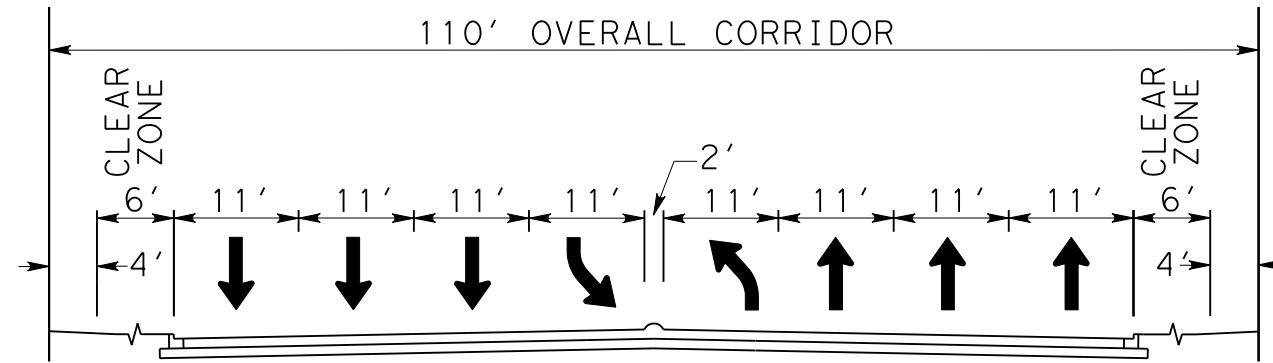 110' OVERALL CORRIDOR
CLEAR
ZONE
CLEAR
ZONE
2'
6' 11' 11' 11' 11' 11' 11' 11' 11' 6'
4' 4'